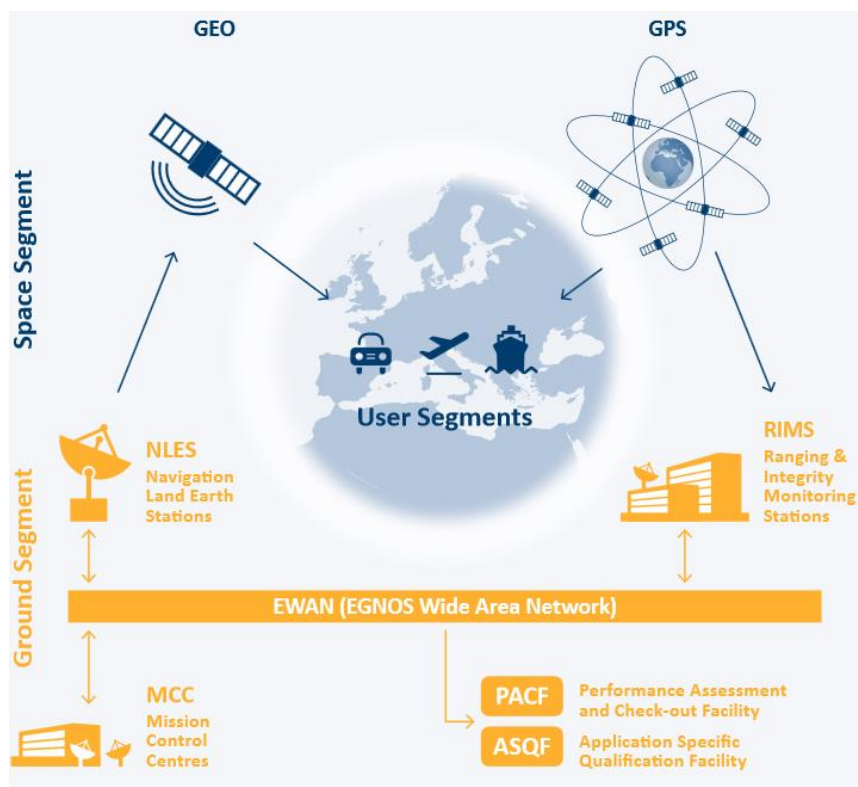 GEO
GPS
Space Segment
User Segments
NLES
Navigation
Land Earth
Stations
RIMS
Ranging &
Integrity
Monitoring
Stations
Ground Segment
EWAN (EGNOS Wide Area Network)
MCC
Mission
Control
Centres
PACF
Performance Assessment
and Check-out Facility
ASQF
Application Specific
Qualification Facility